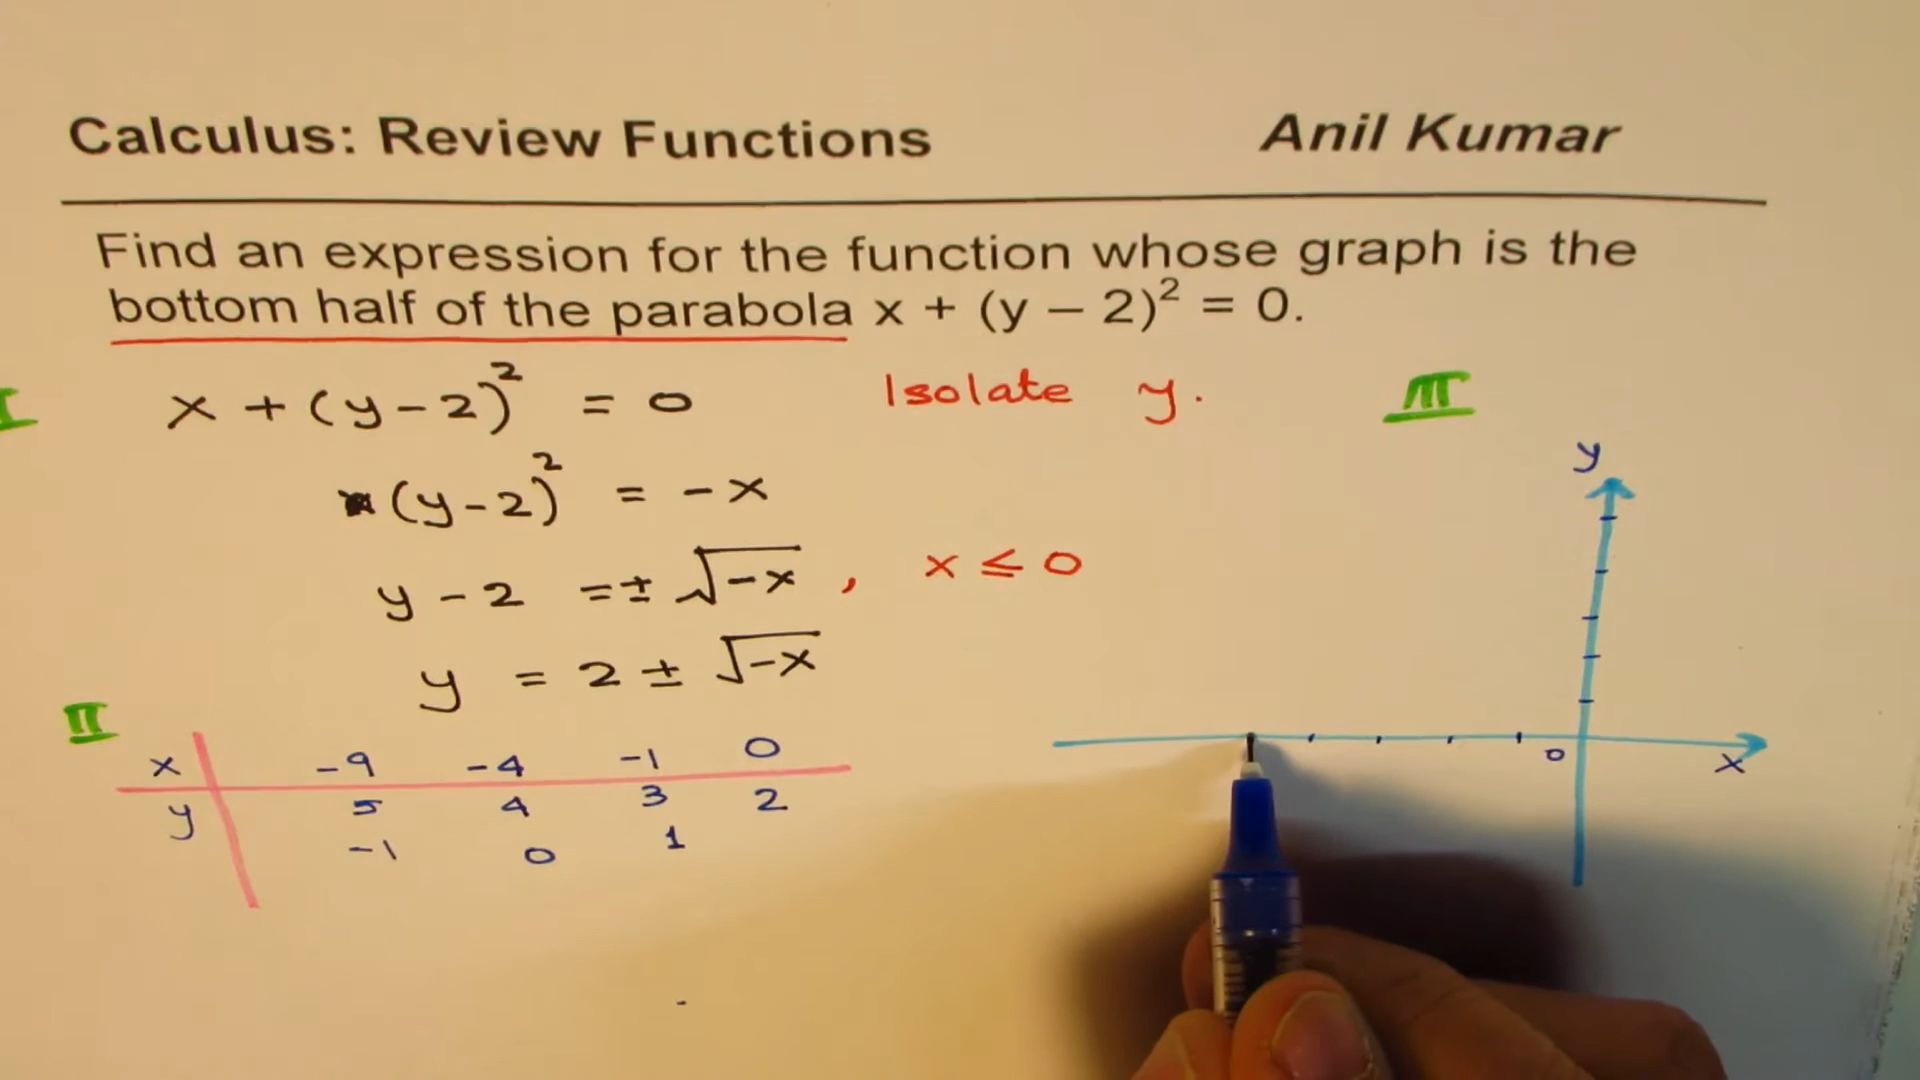 Calculus: Review Functions Anil Kumar
Find an expression for the function whose graph is the
bottom half of the parabola x + (y – 2)² = 0.
I x + (y-2)² = 0 Isolate y. III
(y-2)² = -x
y - 2 = ± √-x , x ≤ 0
y = 2 ± √-x
II
x -9 -4 -1 0
y 5 4 3 2
-1 0 1
y
0 x